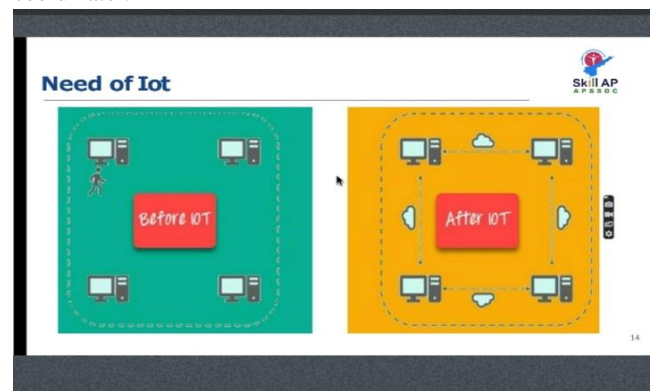 Need of Iot
Skill AP
APSSDC
Before IOT
After IOT
14